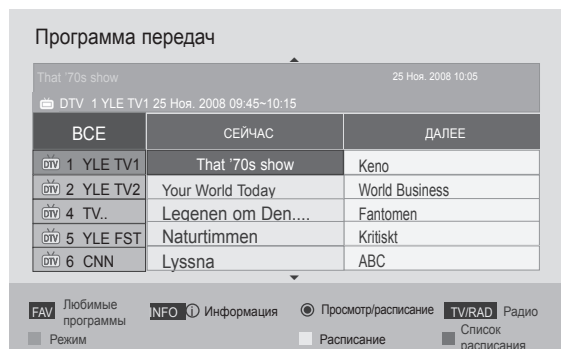 Программа передач
That '70s show 25 Ноя. 2008 10:05
DTV 1 YLE TV1 25 Ноя. 2008 09:45~10:15
ВСЕ СЕЙЧАС ДАЛЕЕ
DTV 1 YLE TV1 That '70s show Keno
DTV 2 YLE TV2 Your World Today World Business
DTV 4 TV.. Legenen om Den.... Fantomen
DTV 5 YLE FST Naturtimmen Kritiskt
DTV 6 CNN Lyssna ABC
FAV Любимые программы INFO i Информация Просмотр/расписание TV/RAD Радио
Режим Расписание Список расписания